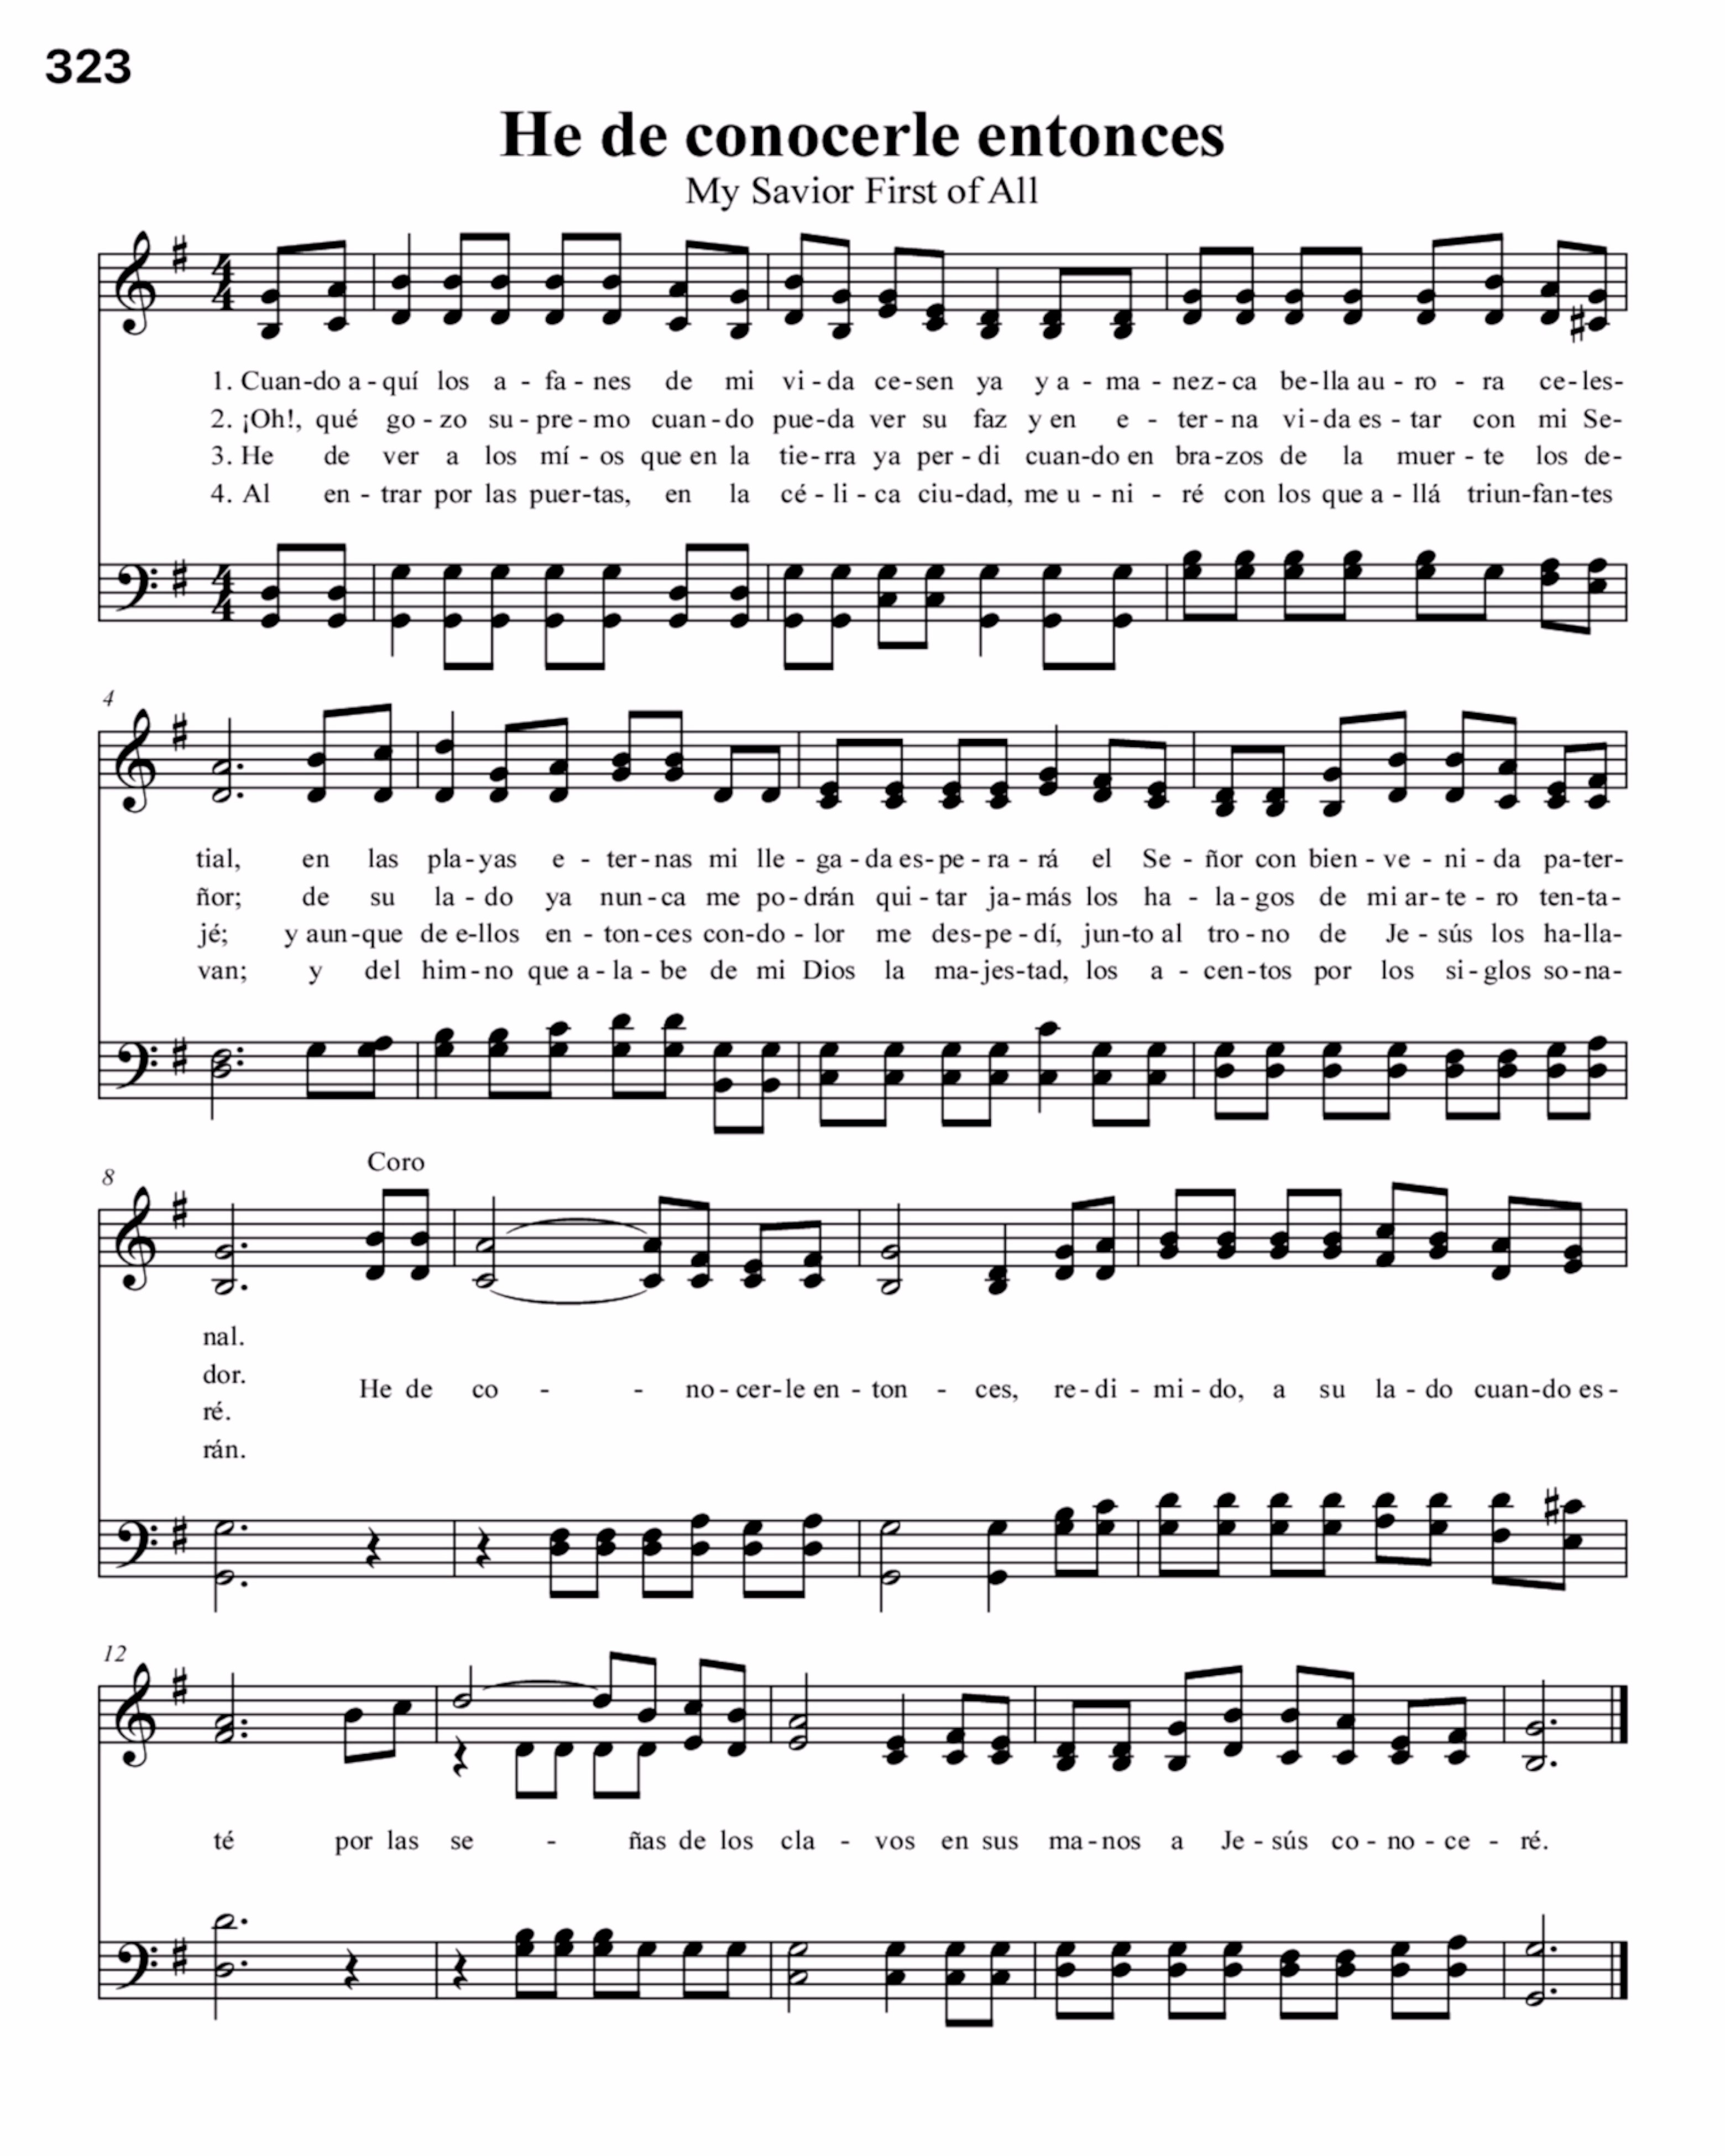 323
He de conocerle entonces
My Savior First of All
1. Cuan-do a-quí los a-fa-nes de mi vi-da ce-sen ya y a-ma-nez-ca be-lla au-ro-ra ce-les-
2. ¡Oh!, qué go-zo su-pre-mo cuan-do pue-da ver su faz y en e-ter-na vi-da es-tar con mi Se-
3. He de ver a los mí-os que en la tie-rra ya per-di cuan-do en bra-zos de la muer-te los de-
4. Al en-trar por las puer-tas, en la cé-li-ca ciu-dad, me u-ni-ré con los que a-llá triun-fan-tes
4
tial, en las pla-yas e-ter-nas mi lle-ga-da es-pe-ra-rá el Se-ñor con bien-ve-ni-da pa-ter-
ñor; de su la-do ya nun-ca me po-drán qui-tar ja-más los ha-la-gos de mi ar-te-ro ten-ta-
jé; y aun-que de e-llos en-ton-ces con-do-lor me des-pe-dí, jun-to al tro-no de Je-sús los ha-lla-
van; y del him-no que a-la-be de mi Dios la ma-jes-tad, los a-cen-tos por los si-glos so-na-
8
Coro
nal.
dor.
He de co - - no-cer-le en-ton-ces, re-di-mi-do, a su la-do cuan-do es-
ré.
rán.
12
té por las se - ñas de los cla-vos en sus ma-nos a Je-sús co-no-ce-ré.